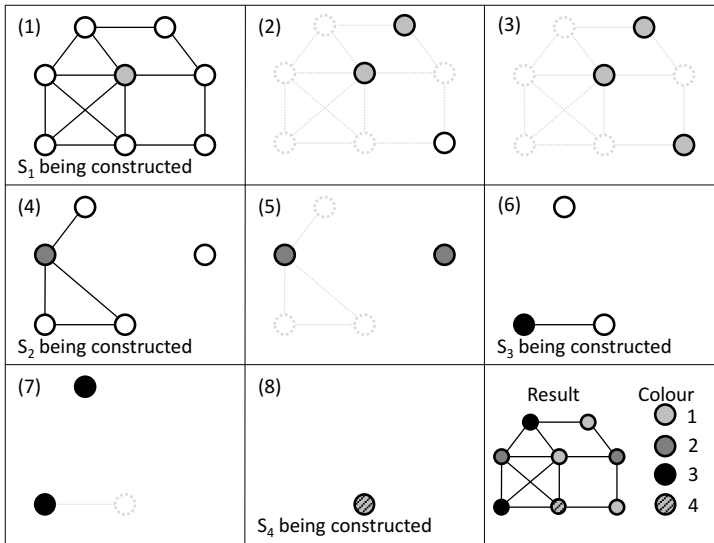 (1)
S₁ being constructed
(2)
(3)
(4)
S₂ being constructed
(5)
(6)
S₃ being constructed
(7)
(8)
S₄ being constructed
Result
Colour
1
2
3
4